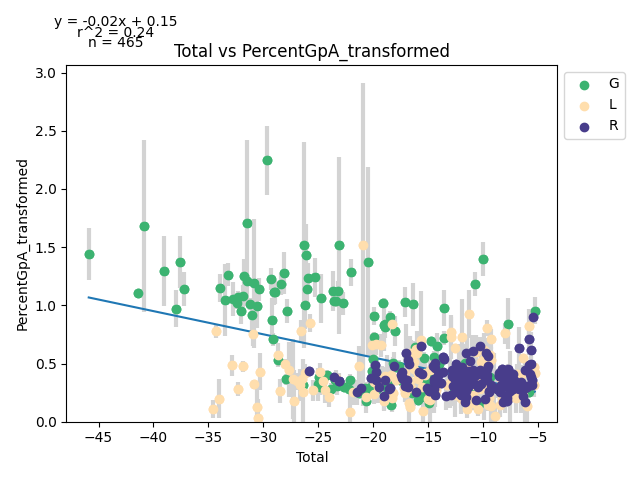 y = -0.02x + 0.15
r^2 = 0.24
n = 465
Total vs PercentGpA_transformed
3.0
2.5
2.0
1.5
1.0
0.5
0.0
PercentGpA_transformed
−45 −40 −35 −30 −25 −20 −15 −10 −5
Total
G
L
R